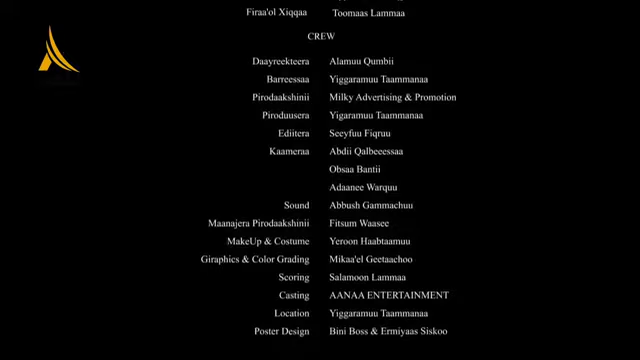 Firaa'ol Xiqqaa Toomaas Lammaa
CREW
Daayreekteera Alamuu Qumbii
Barreessaa Yiggaramuu Taammanaa
Pirodaakshinii Milky Advertising & Promotion
Piroduusera Yigaramuu Taammanaa
Ediitera Seeyfuu Fiqruu
Kaameraa Abdii Qalbeeessaa
Obsaa Bantii
Adaanee Warquu
Sound Abbush Gammachuu
Maanajera Pirodaakshinii Fitsum Waasee
MakeUp & Costume Yeroon Haabtaamuu
Giraphics & Color Grading Mikaa'el Geetaachoo
Scoring Salamoon Lammaa
Casting AANAA ENTERTAINMENT
Location Yiggaramuu Taammanaa
Poster Design Bini Boss & Ermiyaas Siskoo